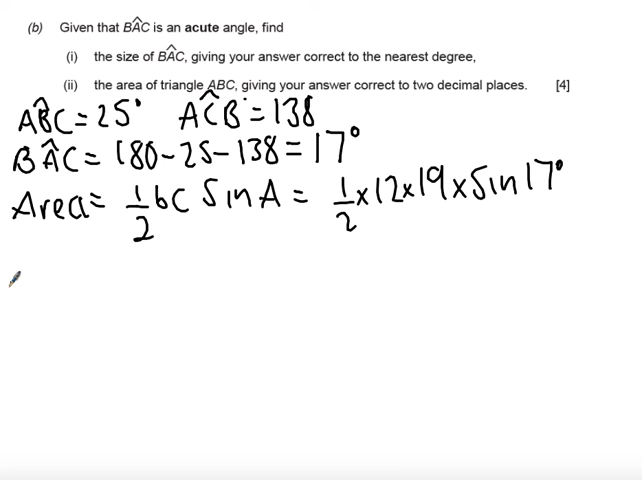 (b) Given that BÂC is an acute angle, find
(i) the size of BÂC, giving your answer correct to the nearest degree,
(ii) the area of triangle ABC, giving your answer correct to two decimal places. [4]
AB̂C = 25° AĈB = 138
BÂC = 180 - 25 - 138 = 17°
Area = 1/2 bc Sin A = 1/2 × 12 × 19 × Sin 17°